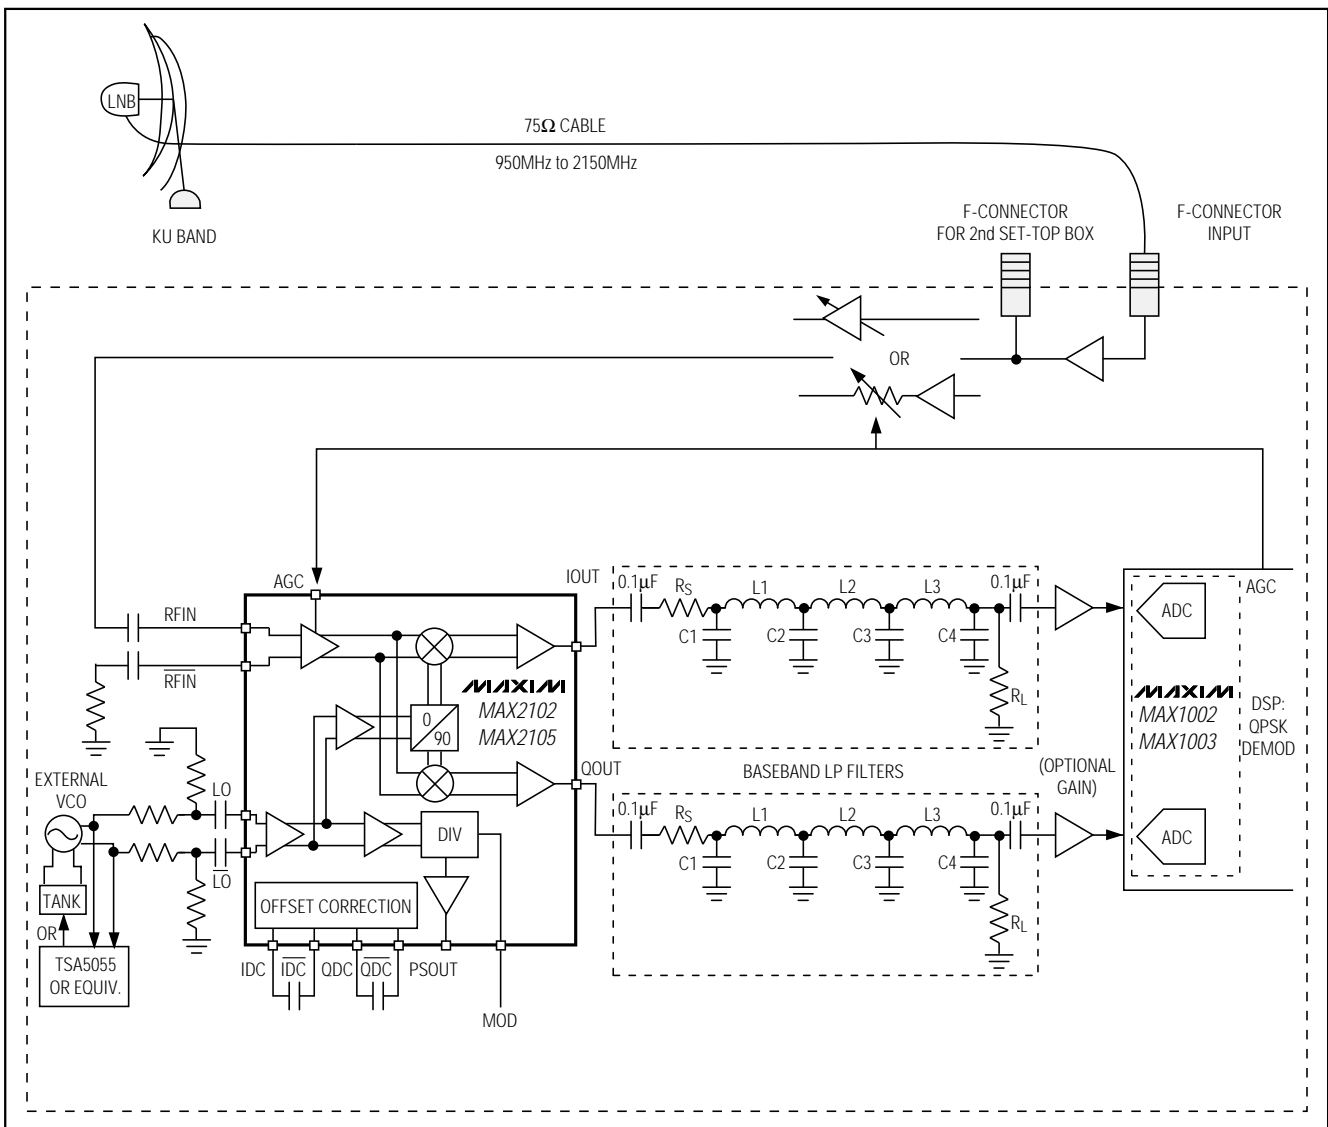 LNB
75Ω CABLE
950MHz to 2150MHz
KU BAND
F-CONNECTOR
FOR 2nd SET-TOP BOX
F-CONNECTOR
INPUT
OR
AGC
RFIN
RFIN
IOUT
0.1µF
RS
L1
L2
L3
0.1µF
C1
C2
C3
C4
RL
ADC
AGC
MAXIM
MAX2102
MAX2105
0
90
MAXIM
MAX1002
MAX1003
DSP:
QPSK
DEMOD
QOUT
BASEBAND LP FILTERS
(OPTIONAL
GAIN)
EXTERNAL
VCO
LO
LO
0.1µF
RS
L1
L2
L3
0.1µF
C1
C2
C3
C4
RL
ADC
DIV
TANK
OR
TSA5055
OR EQUIV.
OFFSET CORRECTION
IDC
IDC
QDC
QDC
PSOUT
MOD